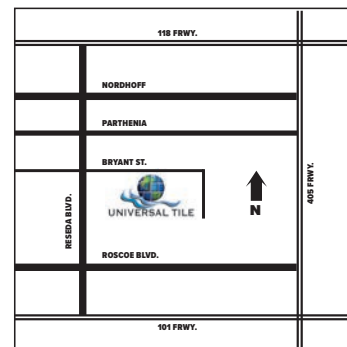 118 FRWY.
NORDHOFF
PARTHENIA
BRYANT ST.
UNIVERSAL TILE
RESEDA BLVD.
N
405 FRWY.
ROSCOE BLVD.
101 FRWY.